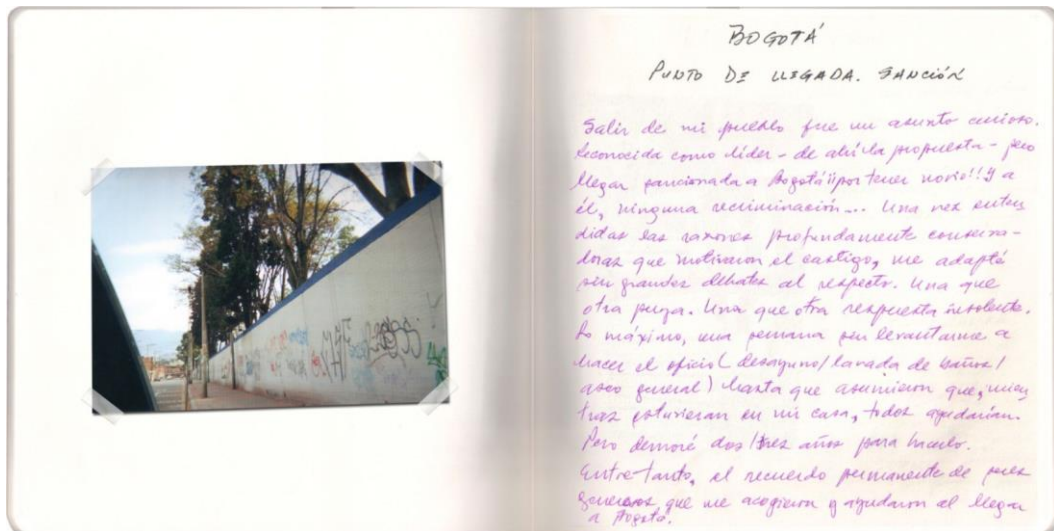 BOGOTÁ
PUNTO DE LLEGADA. SANCIÓN
Salir de mi pueblo fue un asunto curioso.
Reconocida como líder - de ahí la propuesta - pero
llegar sancionada a Bogotá ¡¡por tener novio!! Y a
él, ninguna recriminación... Una vez enten
didas las razones profundamente conserva-
doras que motivaron el castigo, me adapté
sin grandes debates al respecto. Una que
otra puya. Una que otra respuesta insolente.
Lo máximo, una semana sin levantarme a
hacer el oficio (desayuno/lavada de baños/
aseo general) hasta que asumieron que, mien
tras estuvieran en mi casa, todos ayudarían.
Pero demoré dos/tres años para hacerlo.
Entre-tanto, el recuerdo permanente de seres
generosos que me acogieron y ayudaron al llegar
a Bogotá.